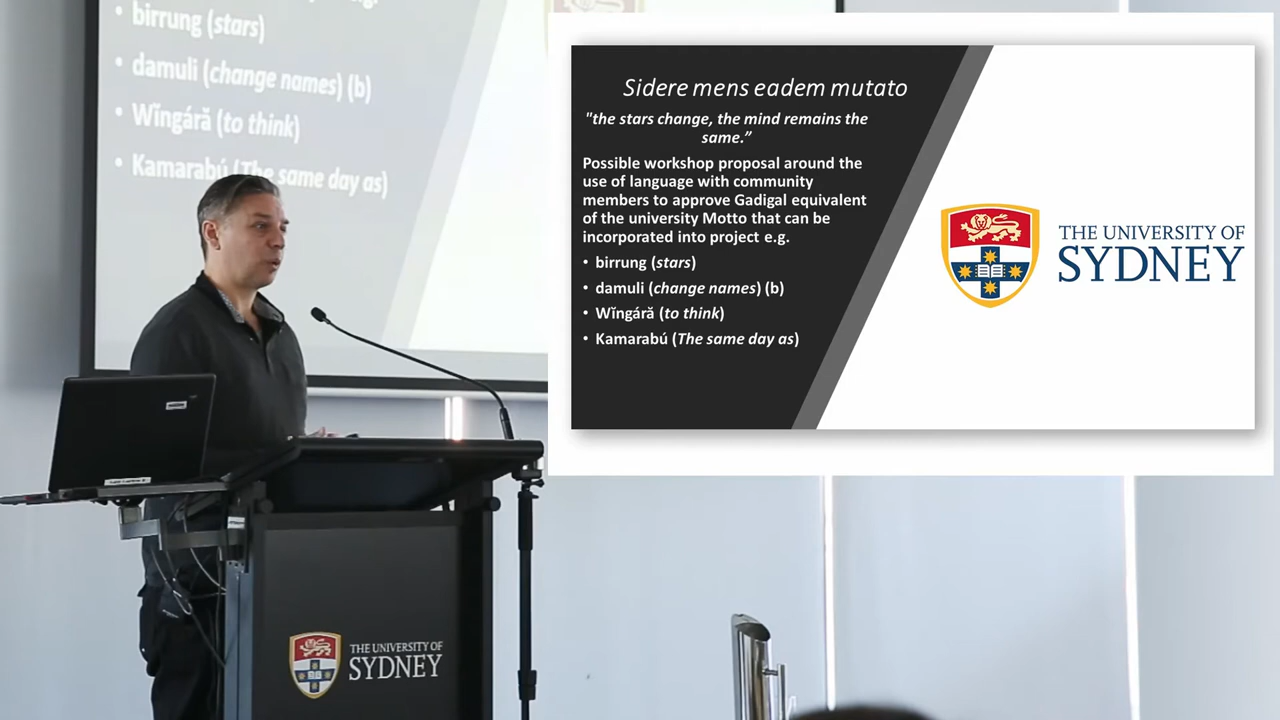 birrung (stars)
• damuli (change names) (b)
• Wĭngáră (to think)
• Kamarabú (The same day as)
Sidere mens eadem mutato
"the stars change, the mind remains the
same.”
Possible workshop proposal around the
use of language with community
members to approve Gadigal equivalent
of the university Motto that can be
incorporated into project e.g.
• birrung (stars)
• damuli (change names) (b)
• Wĭngáră (to think)
• Kamarabú (The same day as)
THE UNIVERSITY OF
SYDNEY
THE UNIVERSITY OF
SYDNEY